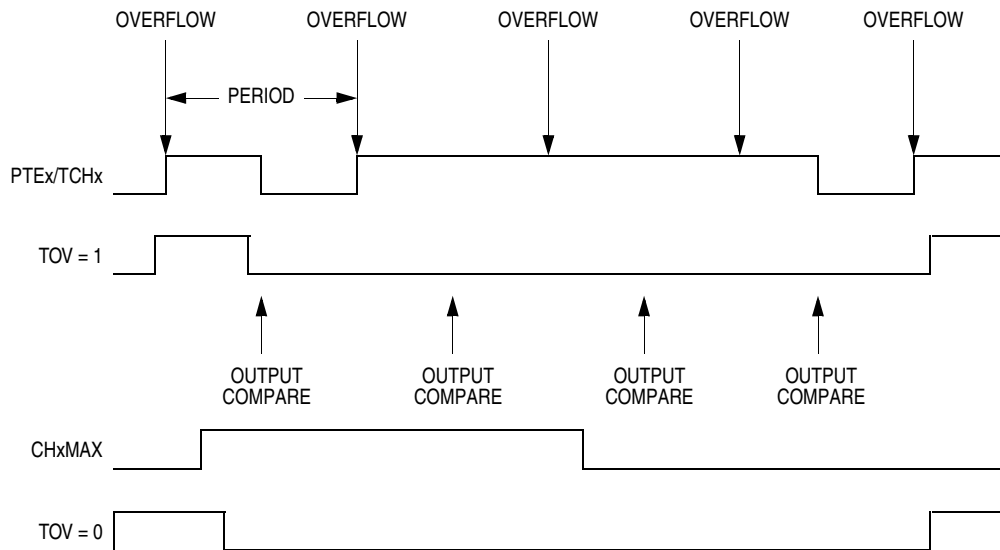 OVERFLOW OVERFLOW OVERFLOW OVERFLOW OVERFLOW
PERIOD
PTEx/TCHx
TOV = 1
OUTPUT COMPARE
OUTPUT COMPARE
OUTPUT COMPARE
OUTPUT COMPARE
CHxMAX
TOV = 0